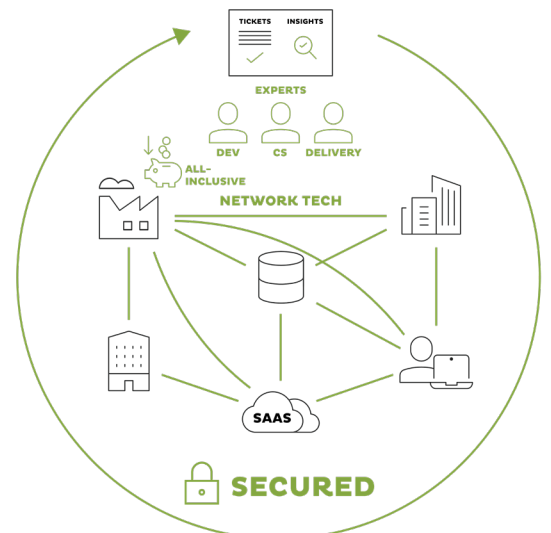 TICKETS INSIGHTS
EXPERTS
DEV CS DELIVERY
ALL-
INCLUSIVE
NETWORK TECH
SAAS
SECURED